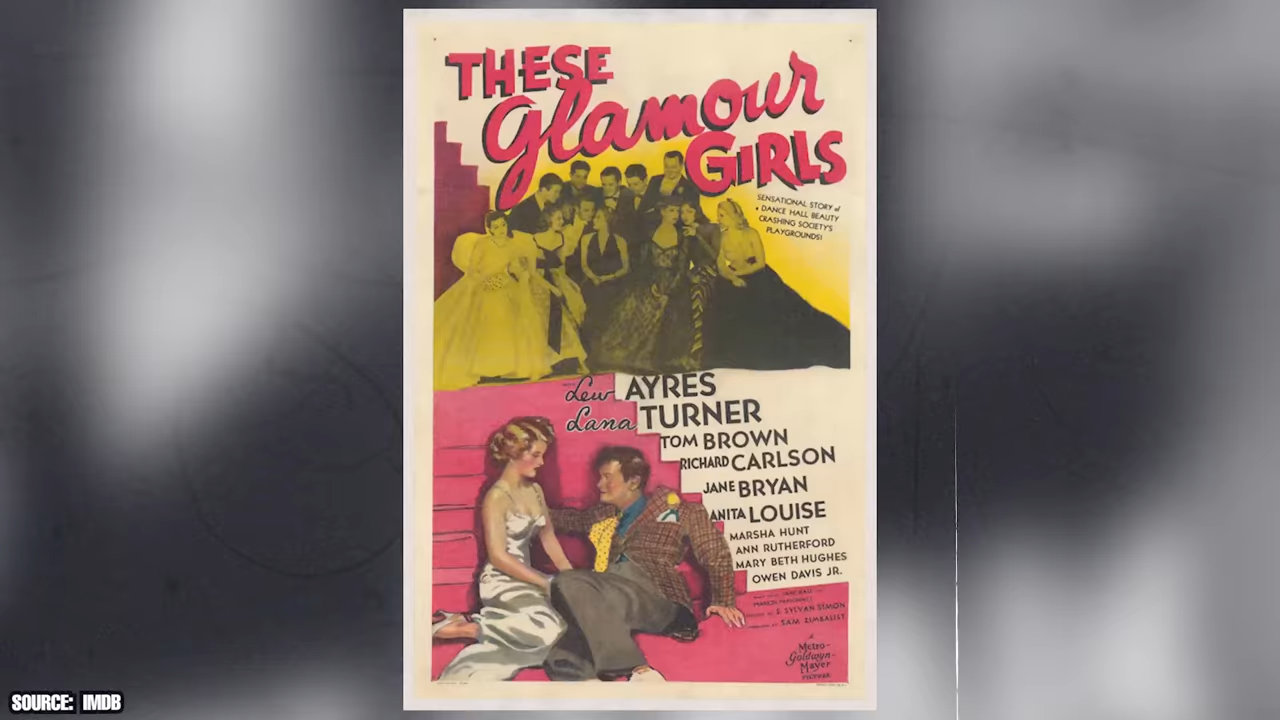 THESE
glamour
GIRLS
SENSATIONAL STORY of
a DANCE HALL BEAUTY
CRASHING SOCIETY'S
PLAYGROUNDS!
Lew AYRES
Lana TURNER
TOM BROWN
RICHARD CARLSON
JANE BRYAN
ANITA LOUISE
MARSHA HUNT
ANN RUTHERFORD
MARY BETH HUGHES
OWEN DAVIS JR.
S. SYLVAN SIMON
SAM ZIMBALIST
A
Metro-
Goldwyn-
Mayer
PICTURE
SOURCE: IMDB